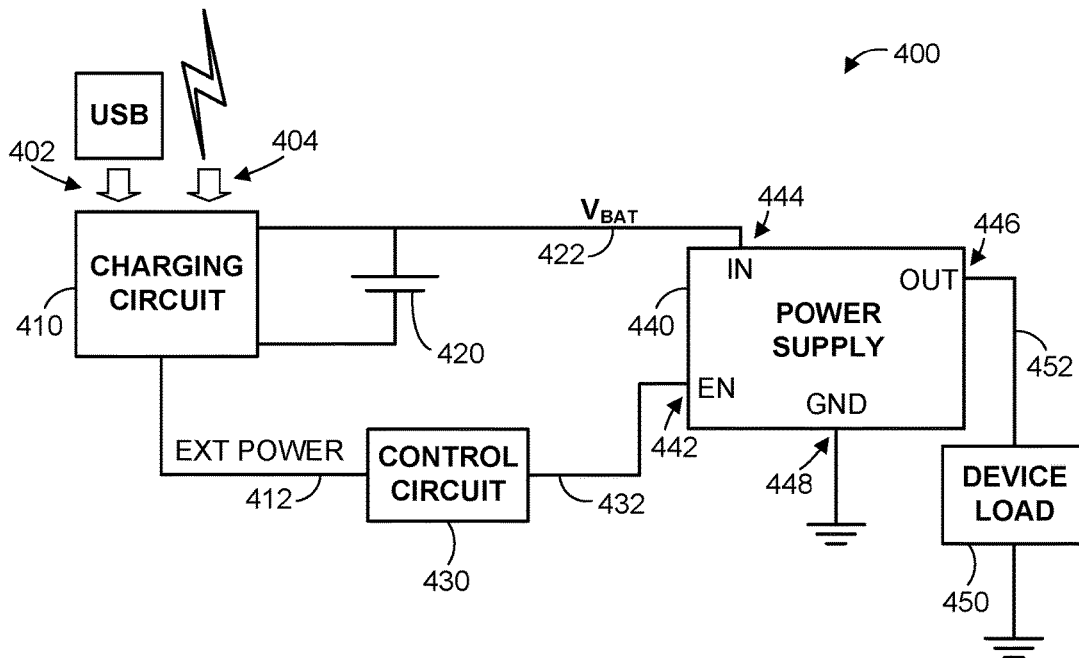 400
USB
402
404
V_BAT
422
444
446
CHARGING
CIRCUIT
410
420
IN
OUT
440
POWER
SUPPLY
452
EN
GND
442
448
EXT POWER
412
CONTROL
CIRCUIT
432
430
DEVICE
LOAD
450